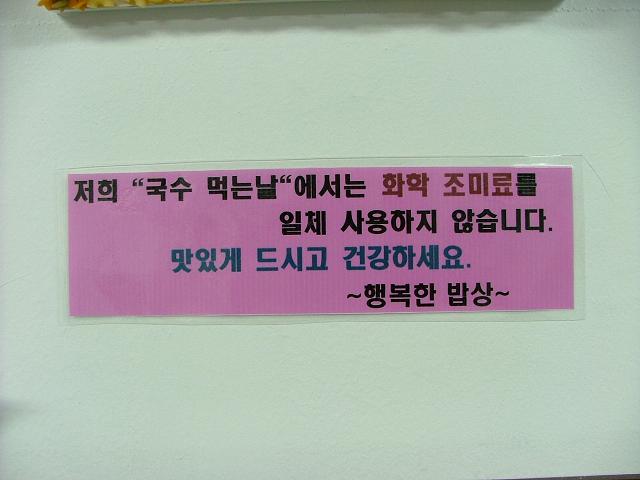 저희 “국수 먹는날“에서는 화학 조미료를
일체 사용하지 않습니다.
맛있게 드시고 건강하세요.
~행복한 밥상~